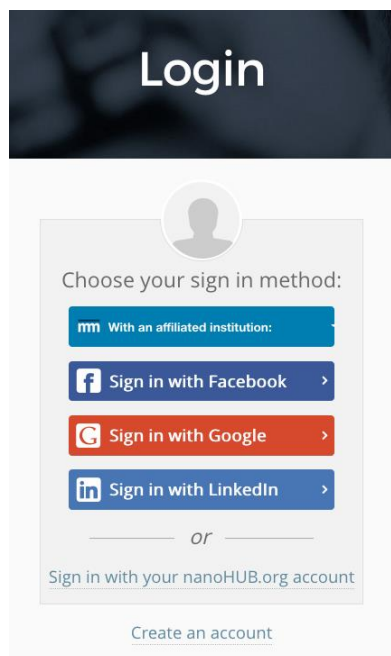 Login
Choose your sign in method:
With an affiliated institution:
Sign in with Facebook
Sign in with Google
Sign in with LinkedIn
or
Sign in with your nanoHUB.org account
Create an account